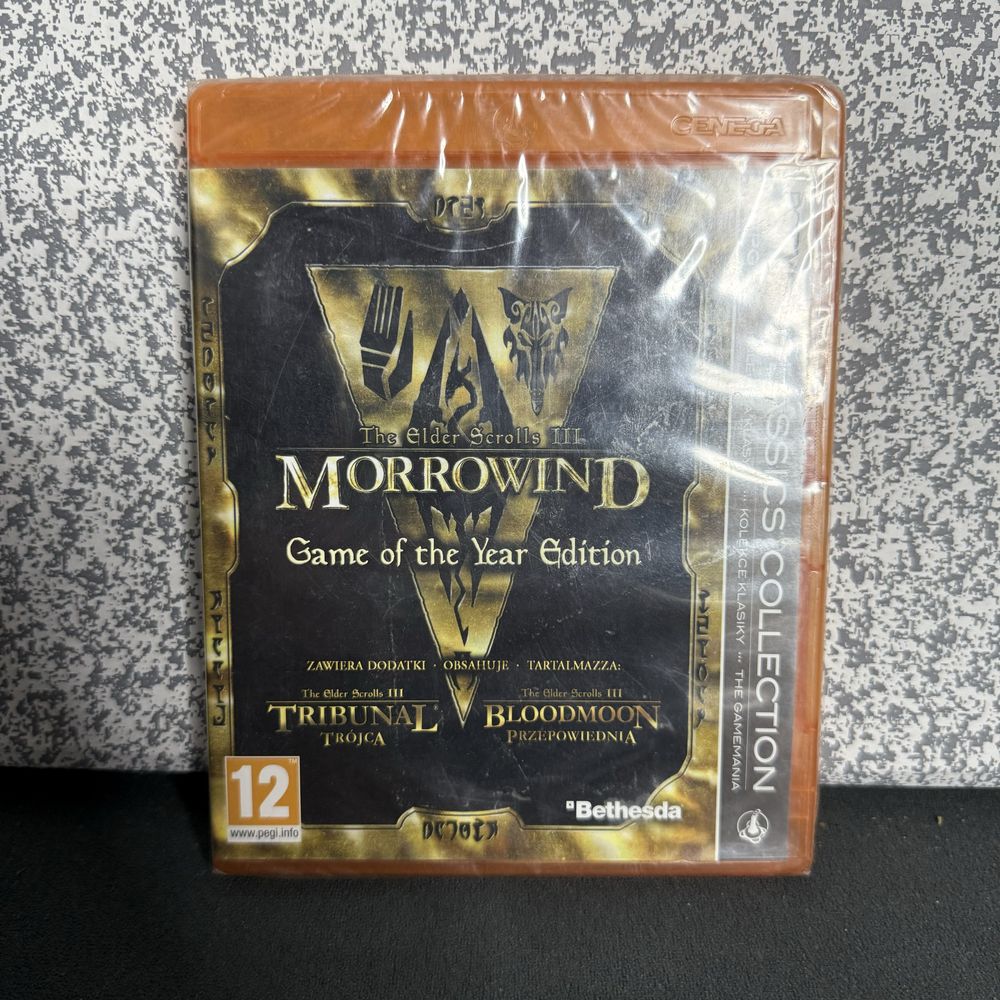 CENEGA
The Elder Scrolls III
MORROWIND
Game of the Year Edition
ZAWIERA DODATKI · OBSAHUJE · TARTALMAZZA:
The Elder Scrolls III
TRIBUNAL
TRÓJCA
The Elder Scrolls III
BLOODMOON
PRZEPOWIEDNIA
12
www.pegi.info
Bethesda
COLLECTION
KOLEKCE KLASIKY ... THE GAMEMANIA